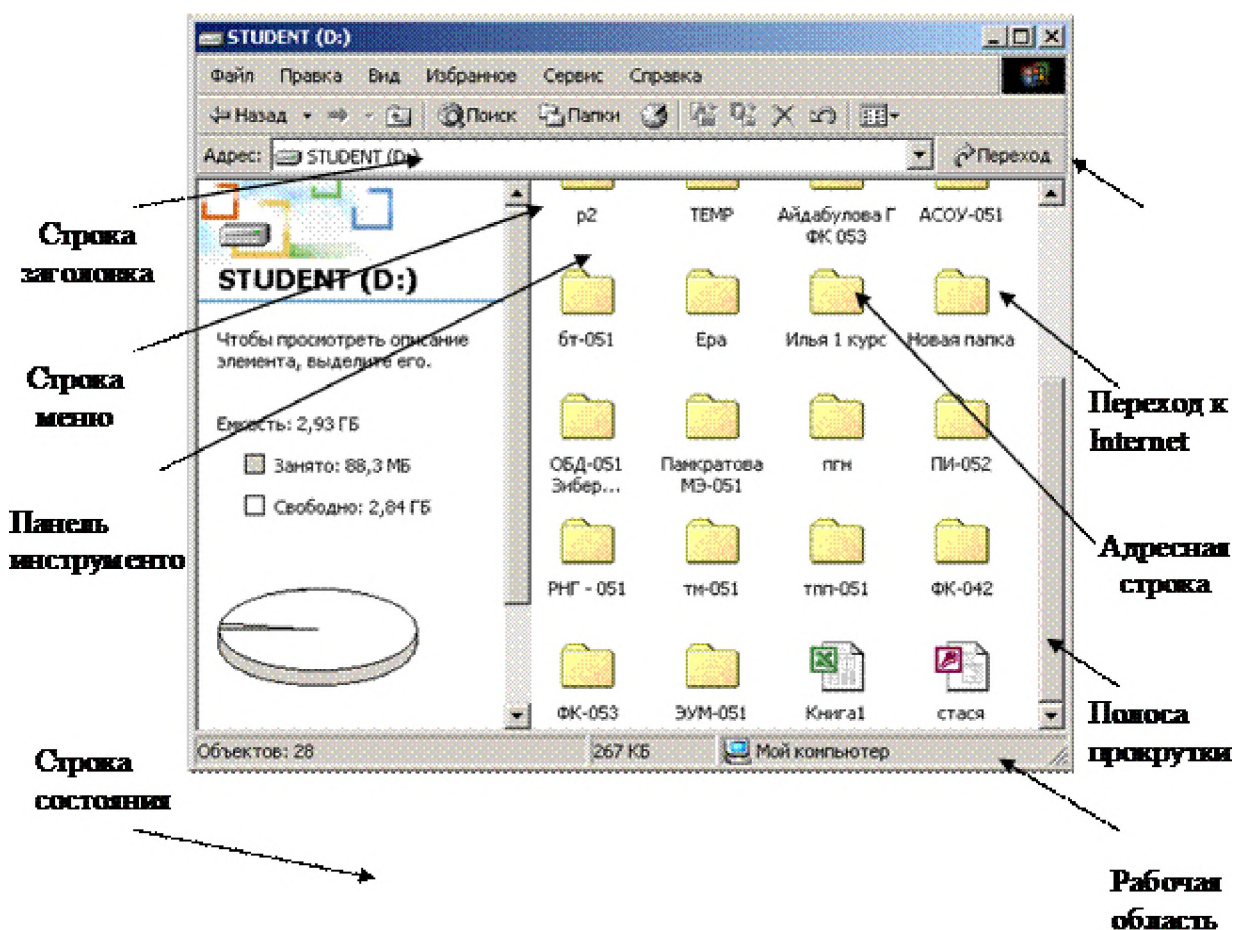 STUDENT (D:)
Файл Правка Вид Избранное Сервис Справка
Назад Поиск Папки
Адрес: STUDENT (D:) Переход
Строка
заголовка
Строка
меню
Панель
инструменто
Строка
состояния
STUDENT (D:)
Чтобы просмотреть описание
элемента, выделите его.
Емкость: 2,93 ГБ
Занято: 88,3 МБ
Свободно: 2,84 ГБ
р2 TEMP Айдабулова Г АСОУ-051
ФК 053
бт-051 Ера Илья 1 курс Новая папка
ОБД-051 Панкратова пгн ПИ-052
Зибер... МЭ-051
РНГ - 051 тм-051 тпп-051 ФК-042
ФК-053 ЭУМ-051 Книга1 стася
Объектов: 28 267 КБ Мой компьютер
Переход к
Internet
Адресная
строка
Полоса
прокрутки
Рабочая
область